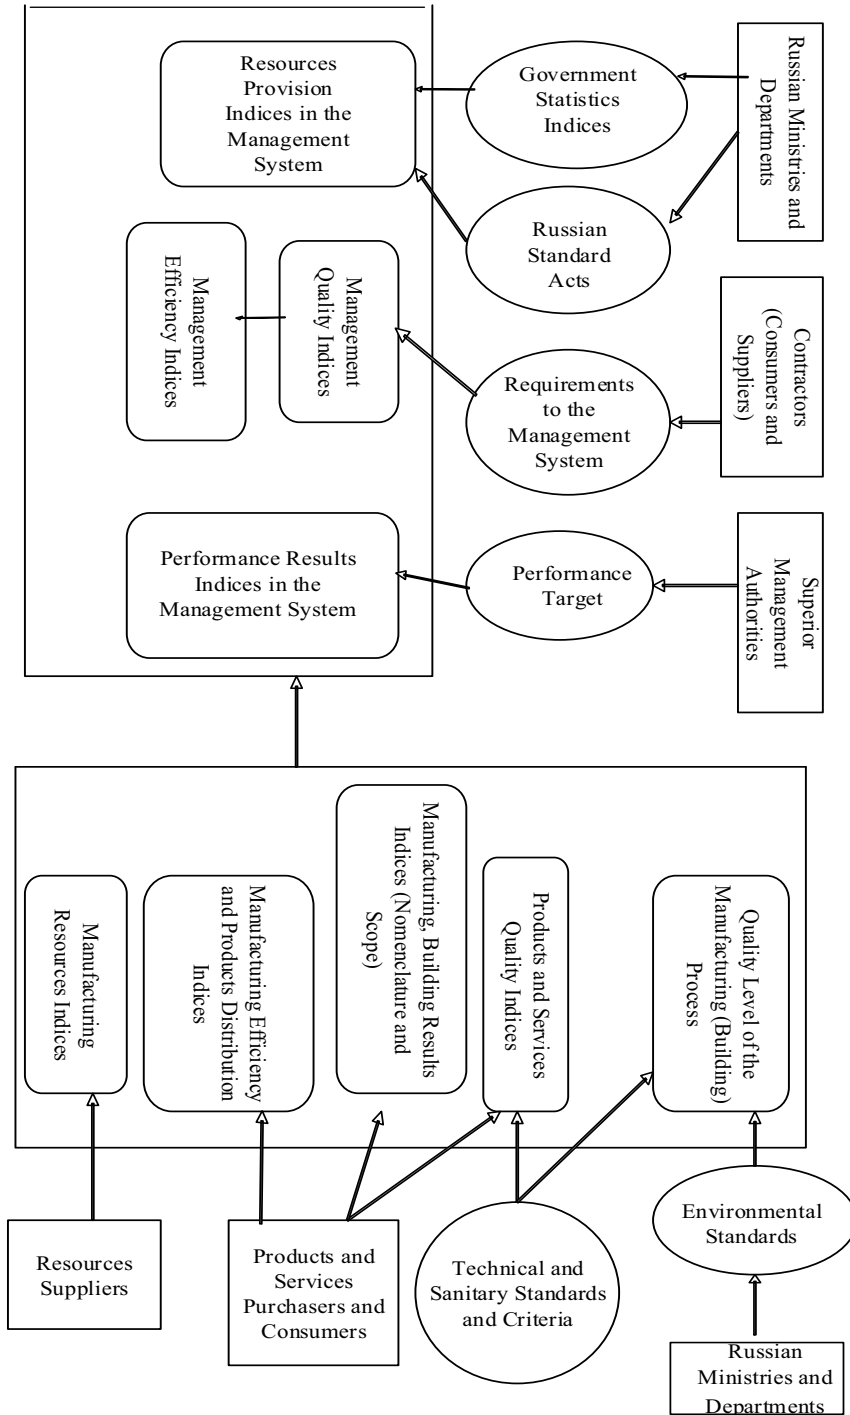 Resources
Provision
Indices in the
Management
System
Government
Statistics
Indices
Russian Ministries and
Departments
Russian
Standard
Acts
Management
Efficiency Indices
Management
Quality Indices
Requirements
to the
Management
System
Contractors
(Consumers and
Suppliers)
Performance Results
Indices in the
Management System
Performance
Target
Superior
Management
Authorities
Manufacturing
Resources Indices
Manufacturing Efficiency
and Products Distribution
Indices
Manufacturing, Building Results
Indices (Nomenclature and
Scope)
Products and Services
Quality Indices
Quality Level of the
Manufacturing (Building)
Process
Resources
Suppliers
Products and
Services
Purchasers and
Consumers
Technical and
Sanitary Standards
and Criteria
Environmental
Standards
Russian
Ministries and
Departments